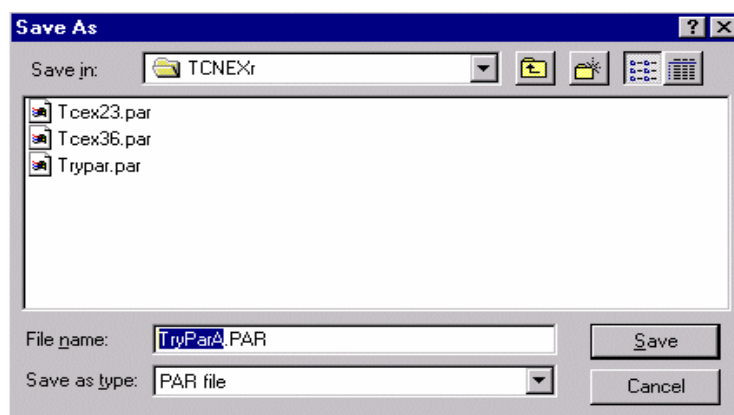 Save As
Save in: TCNEXr
Tcex23.par
Tcex36.par
Trypar.par
File name: TryParA.PAR Save
Save as type: PAR file Cancel